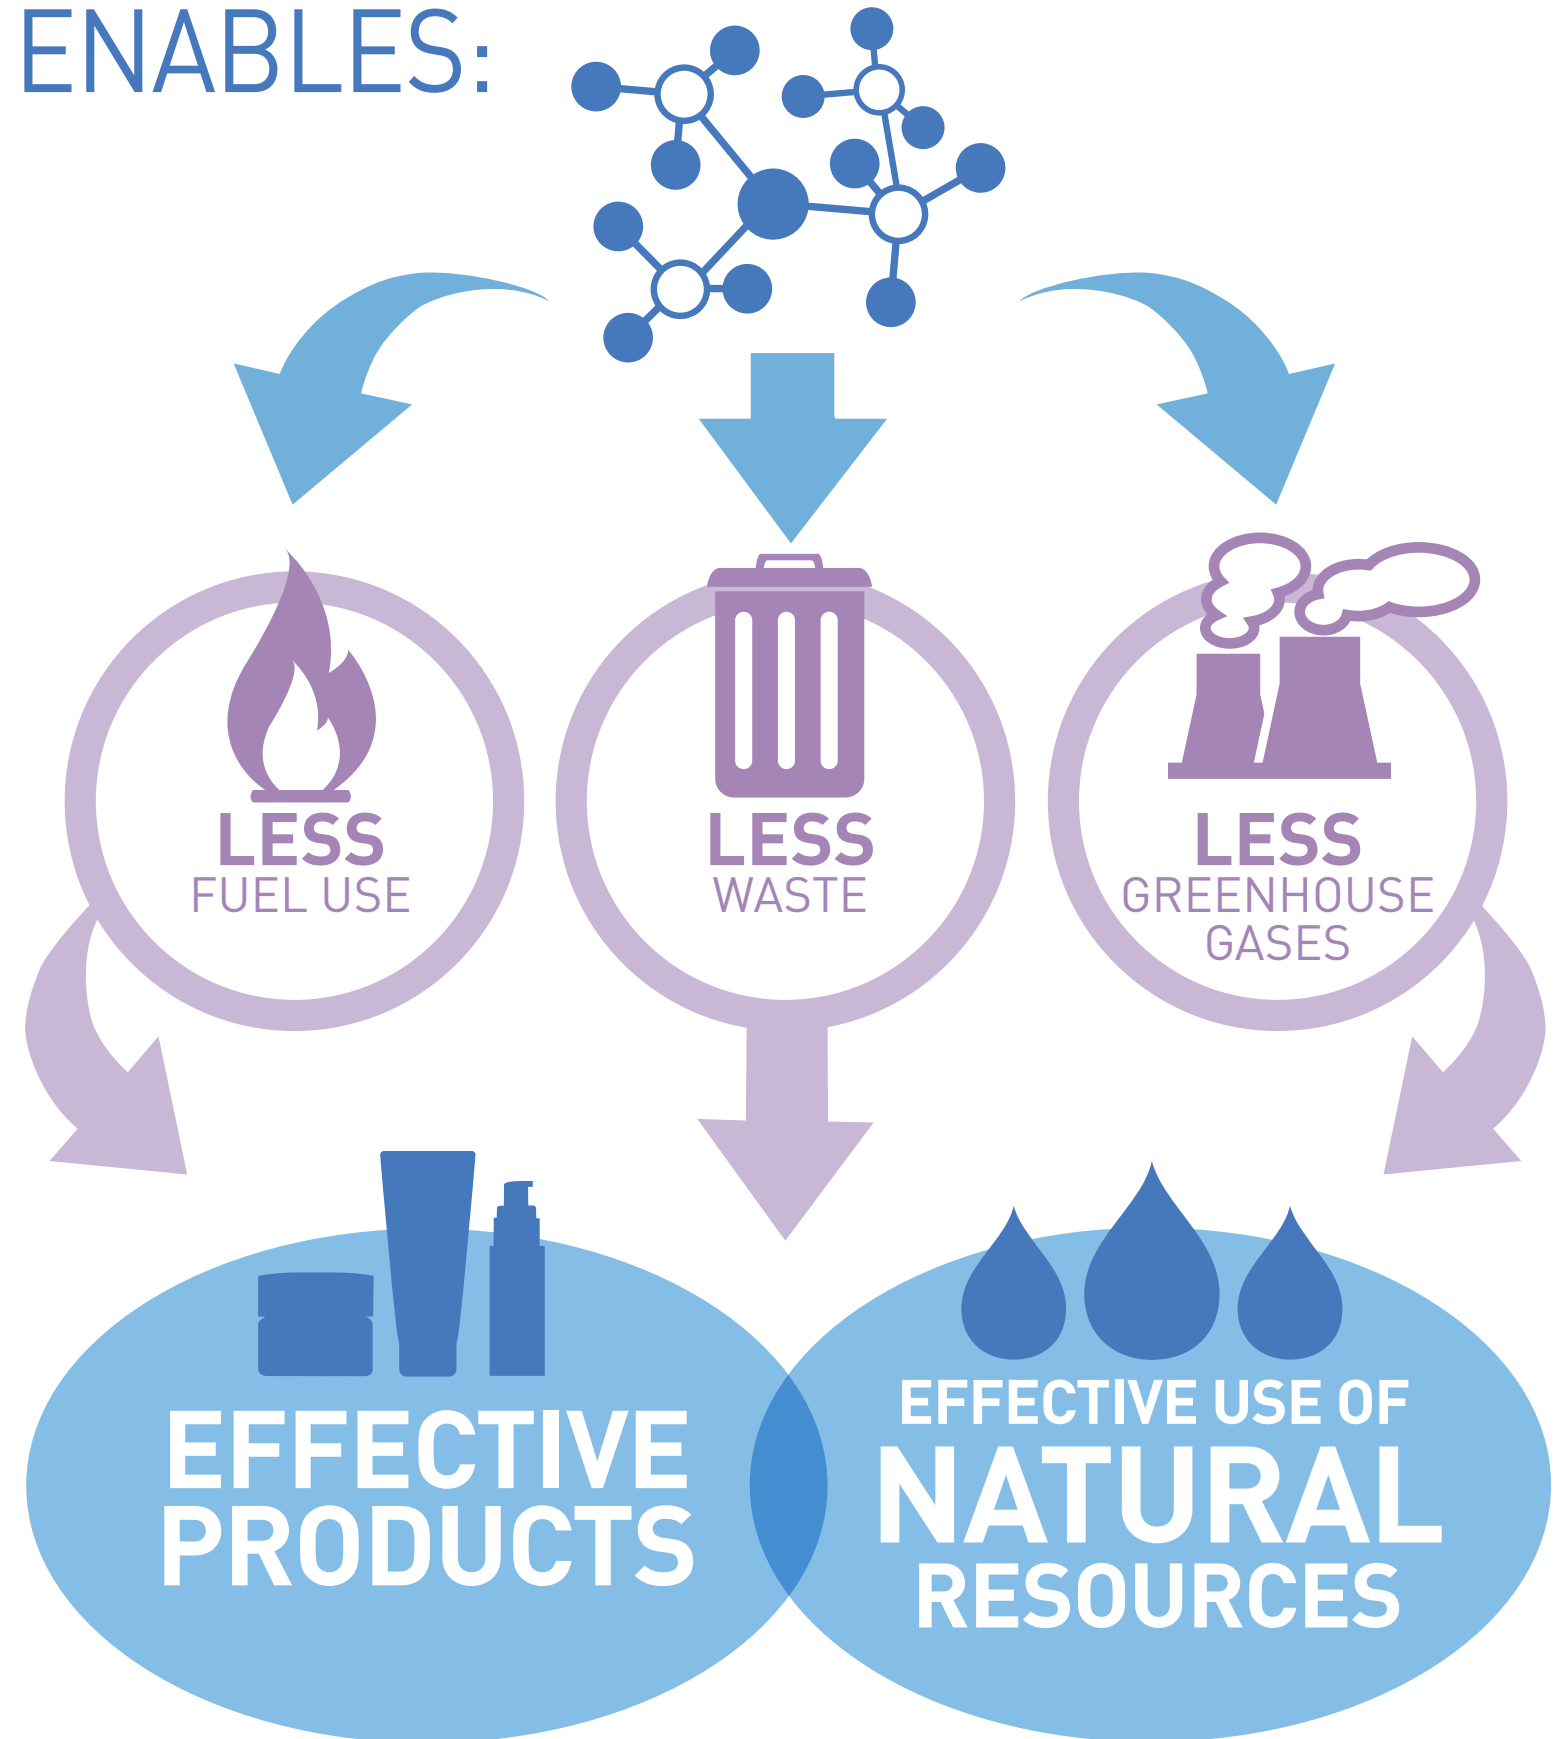 ENABLES:
LESS
FUEL USE
LESS
WASTE
LESS
GREENHOUSE
GASES
EFFECTIVE
PRODUCTS
EFFECTIVE USE OF
NATURAL
RESOURCES